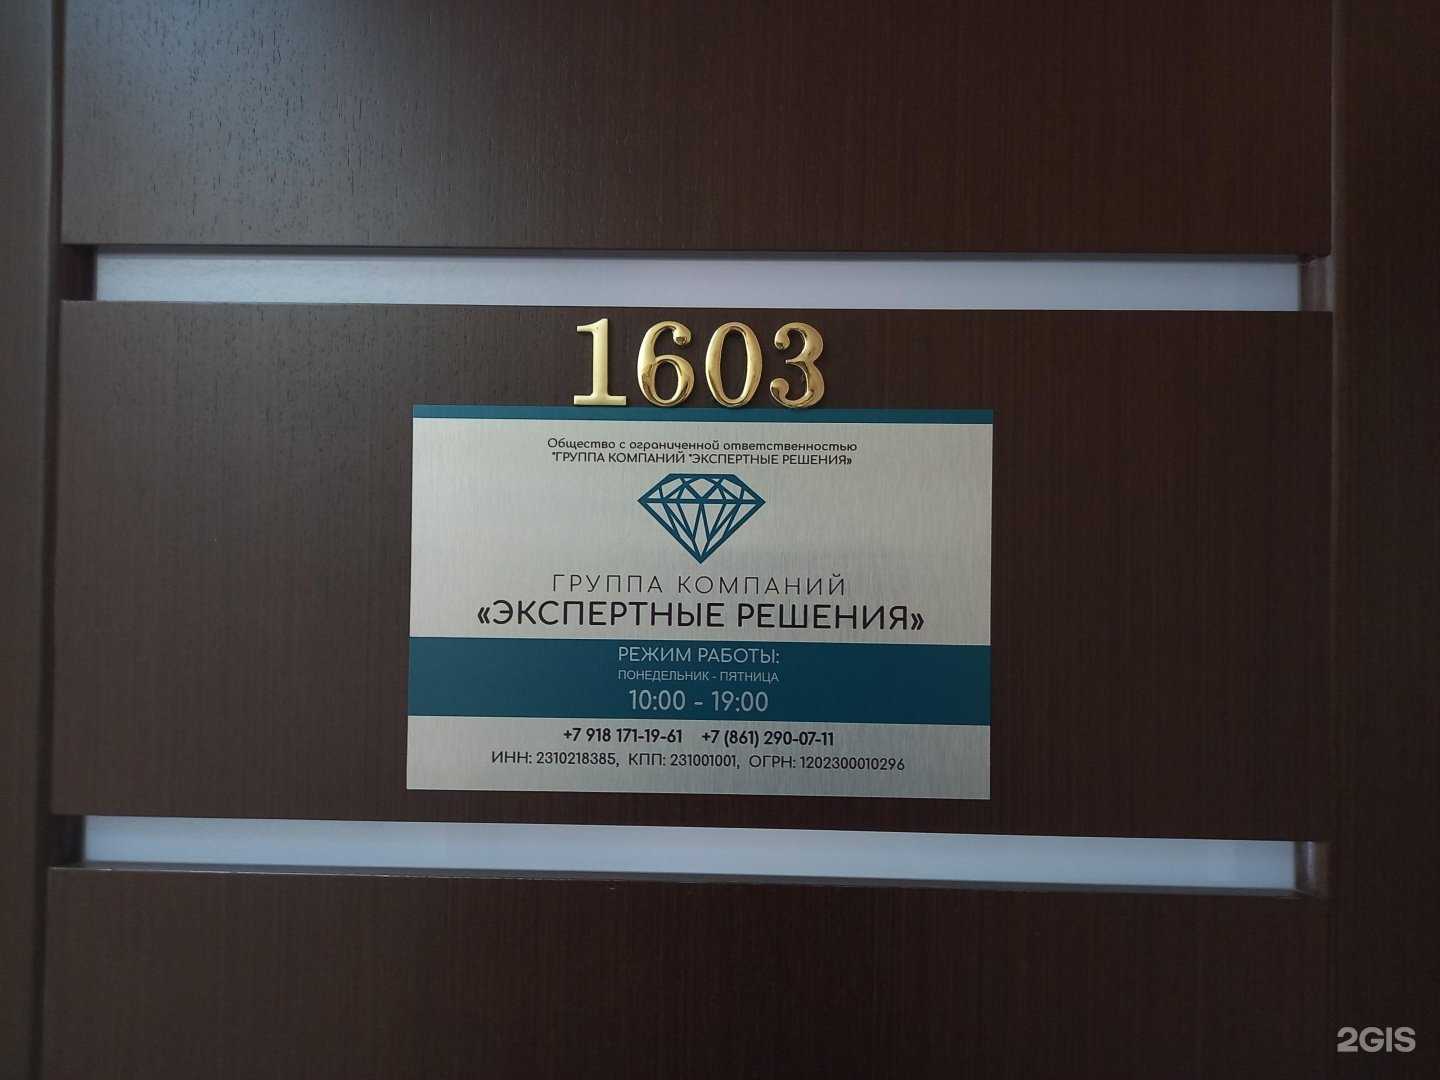 1603
Общество с ограниченной ответственностью
"ГРУППА КОМПАНИЙ "ЭКСПЕРТНЫЕ РЕШЕНИЯ»
ГРУППА КОМПАНИЙ
«ЭКСПЕРТНЫЕ РЕШЕНИЯ»
РЕЖИМ РАБОТЫ:
ПОНЕДЕЛЬНИК - ПЯТНИЦА
10:00 - 19:00
+7 918 171-19-61 +7 (861) 290-07-11
ИНН: 2310218385, КПП: 231001001, ОГРН: 1202300010296
2GIS